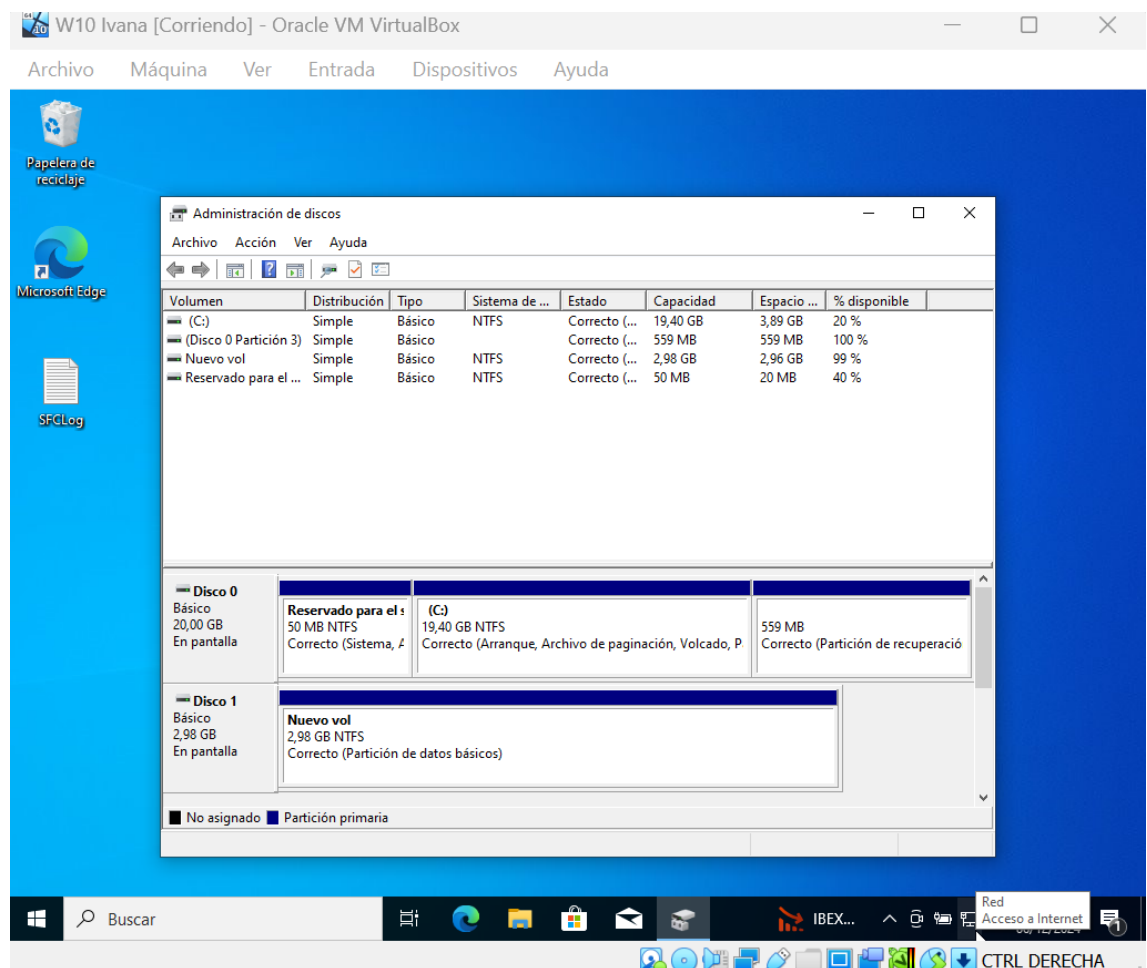 W10 Ivana [Corriendo] - Oracle VM VirtualBox
Archivo Máquina Ver Entrada Dispositivos Ayuda
Papelera de
reciclaje
Microsoft Edge
SFCLog
Administración de discos
Archivo Acción Ver Ayuda
Volumen Distribución Tipo Sistema de ... Estado Capacidad Espacio ... % disponible
(C:) Simple Básico NTFS Correcto (... 19,40 GB 3,89 GB 20 %
(Disco 0 Partición 3) Simple Básico Correcto (... 559 MB 559 MB 100 %
Nuevo vol Simple Básico NTFS Correcto (... 2,98 GB 2,96 GB 99 %
Reservado para el ... Simple Básico NTFS Correcto (... 50 MB 20 MB 40 %
Disco 0
Básico
20,00 GB
En pantalla
Reservado para el s
50 MB NTFS
Correcto (Sistema, A
(C:)
19,40 GB NTFS
Correcto (Arranque, Archivo de paginación, Volcado, P
559 MB
Correcto (Partición de recuperació
Disco 1
Básico
2,98 GB
En pantalla
Nuevo vol
2,98 GB NTFS
Correcto (Partición de datos básicos)
No asignado Partición primaria
Buscar
IBEX...
Red
Acceso a Internet
1
CTRL DERECHA